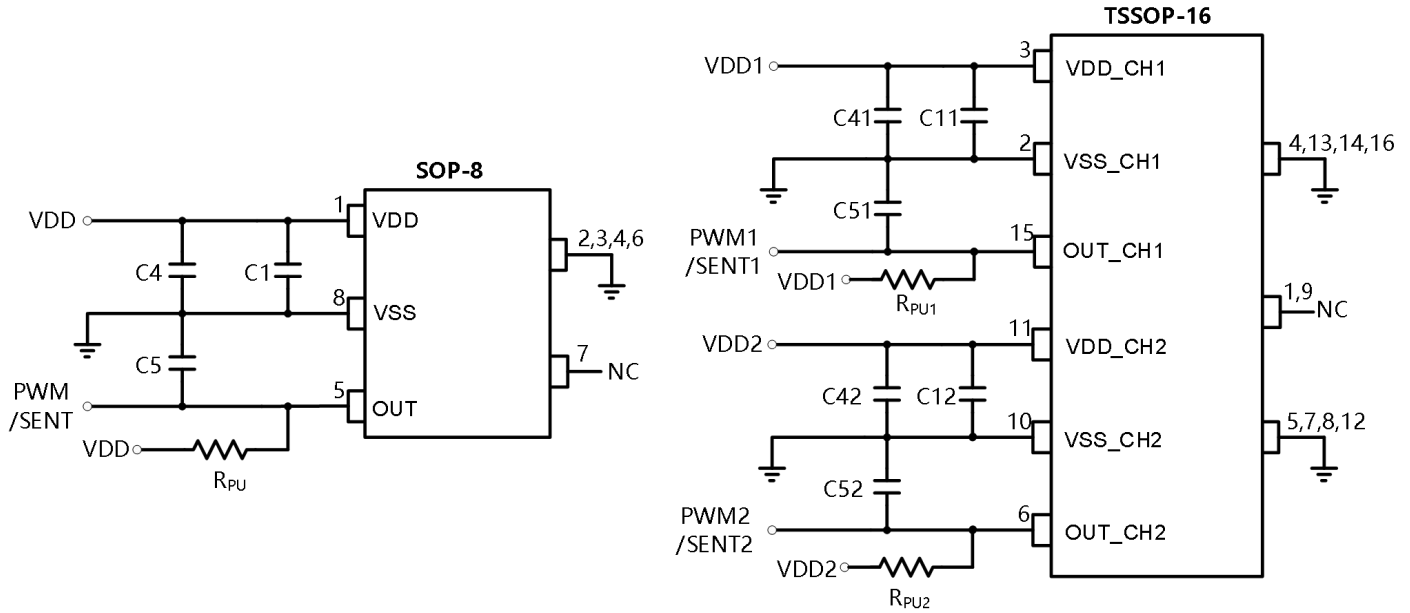 SOP-8
VDD
1
VDD
C4
C1
2,3,4,6
8
VSS
C5
7
NC
PWM
/SENT
5
OUT
VDD
RPU
TSSOP-16
VDD1
3
VDD_CH1
C41
C11
2
VSS_CH1
4,13,14,16
C51
PWM1
/SENT1
15
OUT_CH1
VDD1
RPU1
1,9
NC
VDD2
11
VDD_CH2
C42
C12
10
VSS_CH2
5,7,8,12
C52
PWM2
/SENT2
6
OUT_CH2
VDD2
RPU2